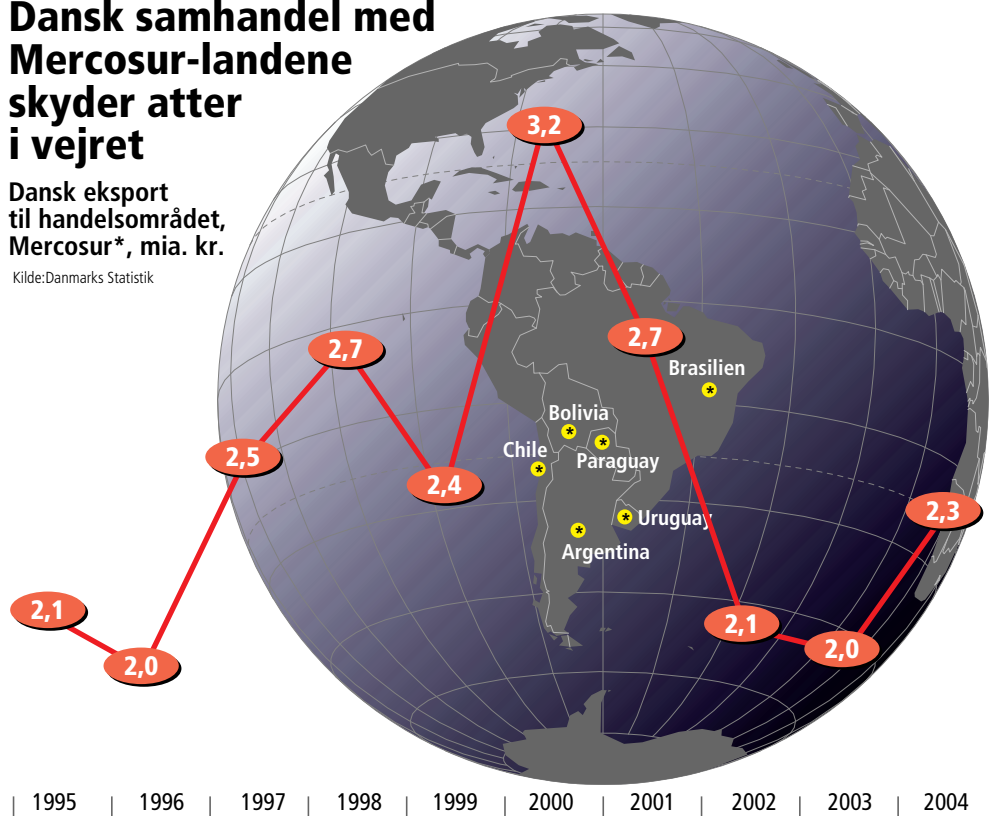 Dansk samhandel med
Mercosur-landene
skyder atter
i vejret
Dansk eksport
til handelsområdet,
Mercosur*, mia. kr.
Kilde:Danmarks Statistik
3,2
2,7
2,7
Brasilien
*
Bolivia
*
*
Chile
*
Paraguay
2,5
2,4
2,3
*
Uruguay
*
Argentina
2,1
2,1
2,0
2,0
| 1995 | 1996 | 1997 | 1998 | 1999 | 2000 | 2001 | 2002 | 2003 | 2004